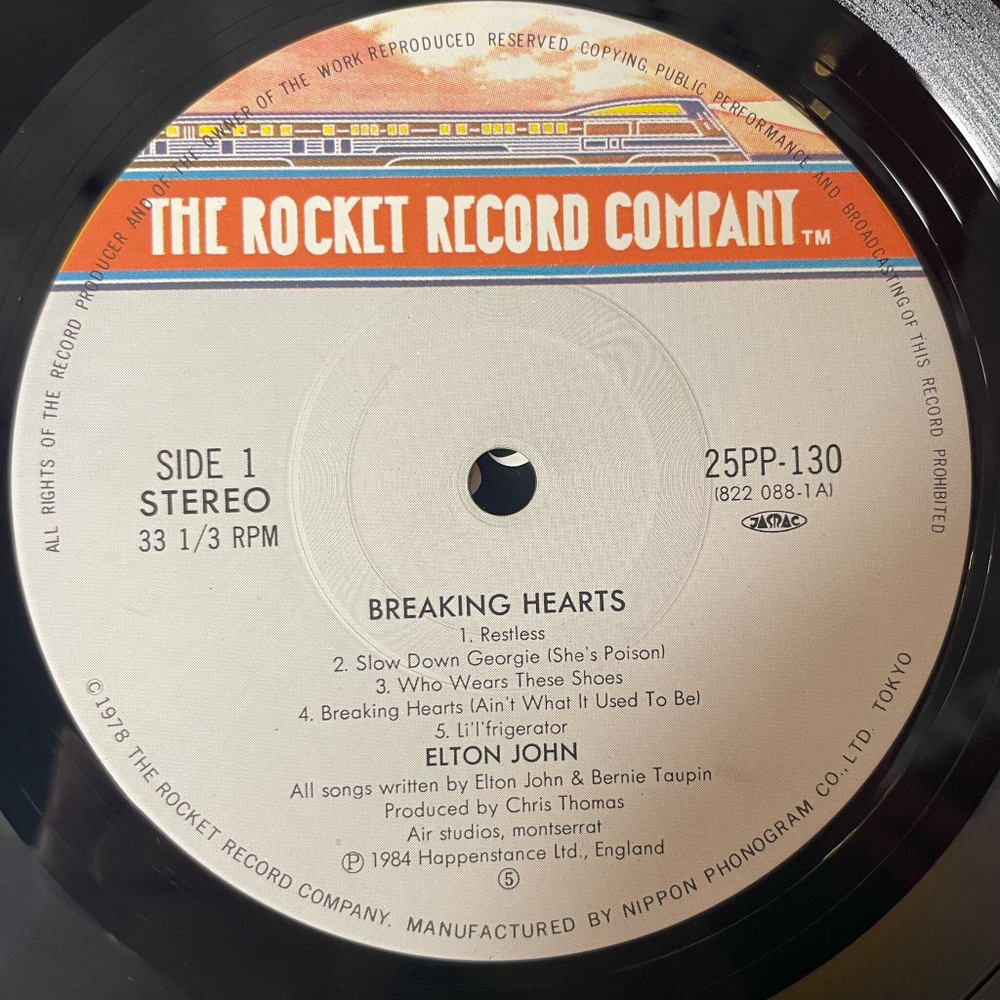 ALL RIGHTS OF THE RECORD PRODUCER AND OF THE OWNER OF THE WORK REPRODUCED RESERVED. COPYING, PUBLIC PERFORMANCE AND BROADCASTING OF THIS RECORD PROHIBITED
THE ROCKET RECORD COMPANY TM
SIDE 1
STEREO
33 1/3 RPM
25PP-130
(822 088-1A)
JASRAC
BREAKING HEARTS
1. Restless
2. Slow Down Georgie (She's Poison)
3. Who Wears These Shoes
4. Breaking Hearts (Ain't What It Used To Be)
5. Li'l'frigerator
ELTON JOHN
All songs written by Elton John & Bernie Taupin
Produced by Chris Thomas
Air studios, montserrat
Ⓟ 1984 Happenstance Ltd., England
⑤
©1978 THE ROCKET RECORD COMPANY. MANUFACTURED BY NIPPON PHONOGRAM CO., LTD. TOKYO